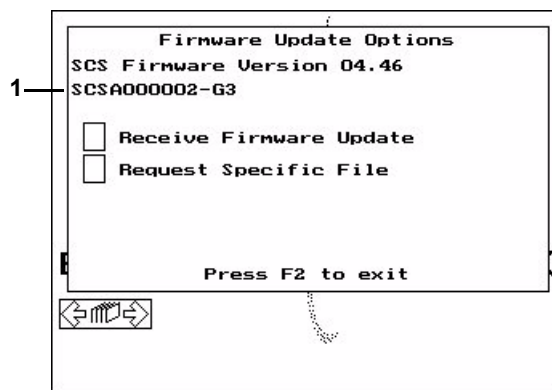 Firmware Update Options
SCS Firmware Version 04.46
1
SCSA000002-G3
Receive Firmware Update
Request Specific File
Press F2 to exit